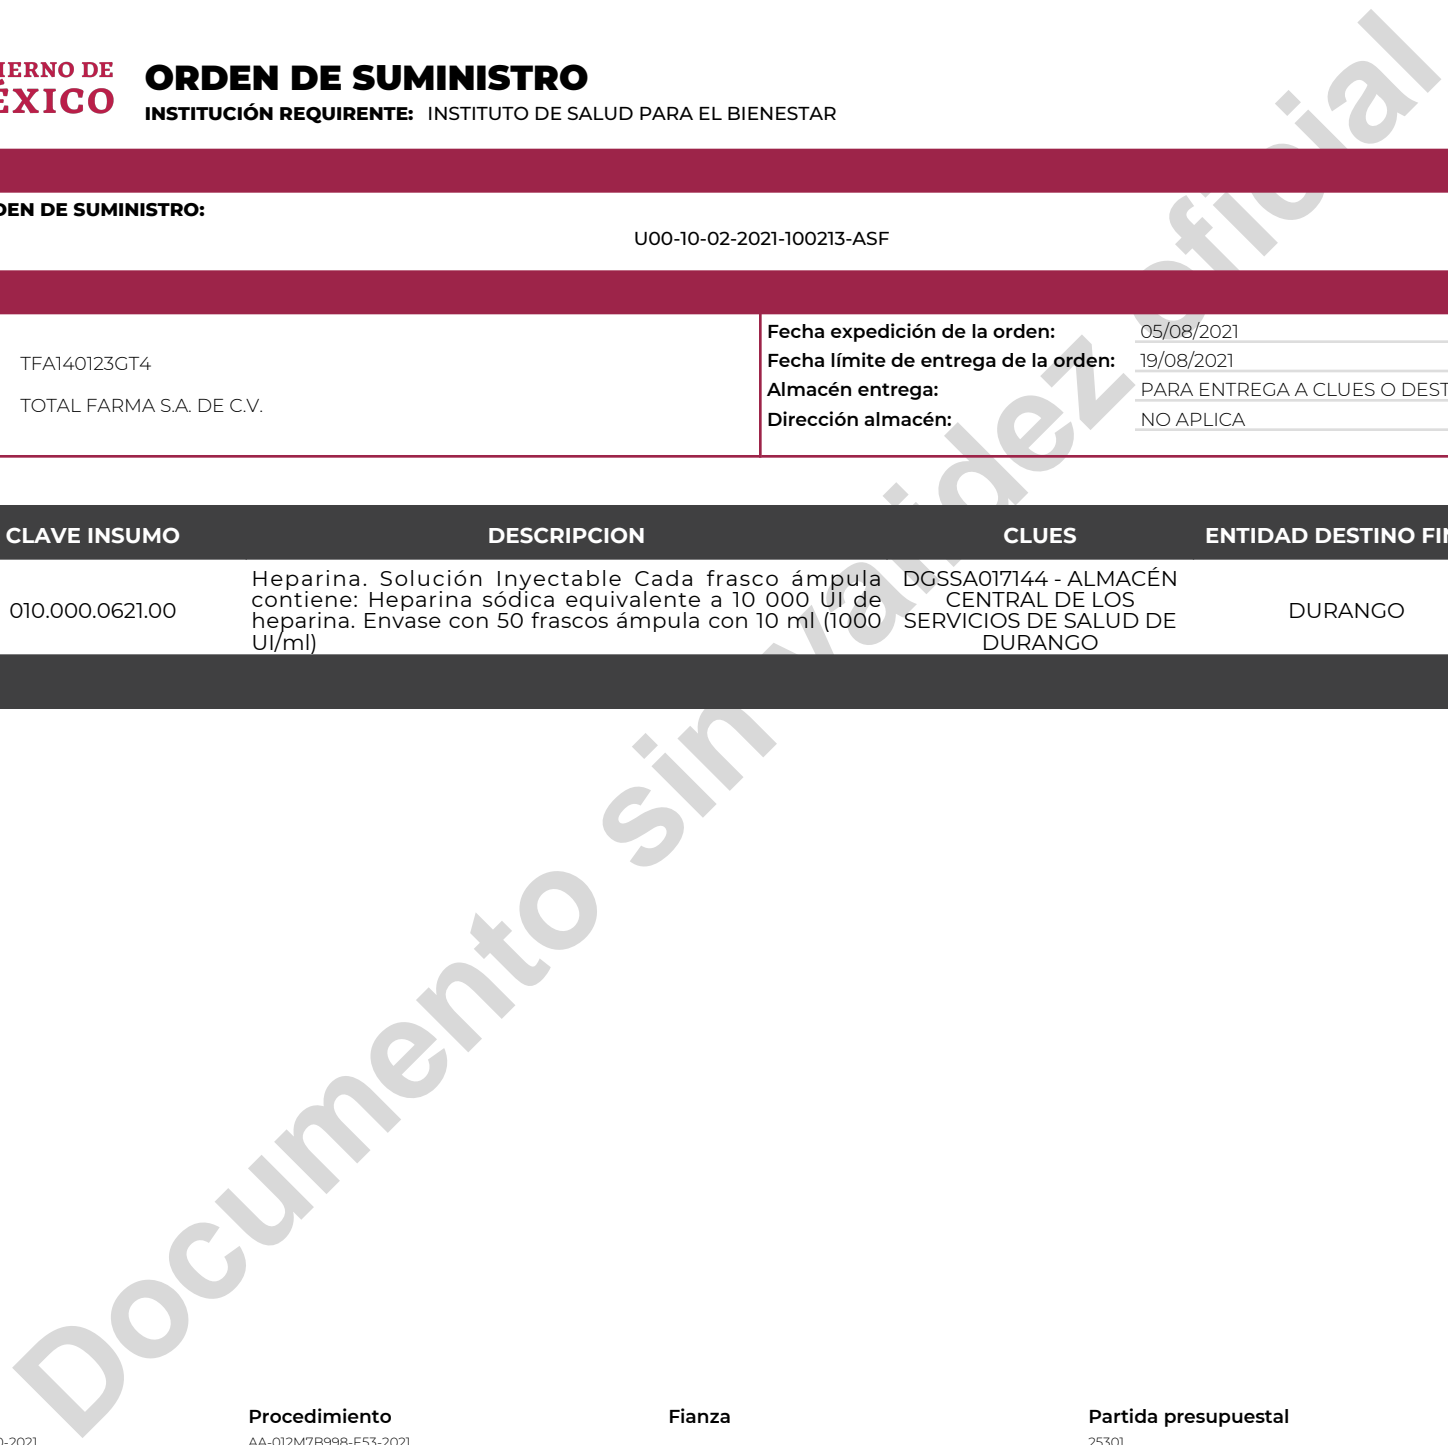 IERNO DE
ÉXICO
ORDEN DE SUMINISTRO
INSTITUCIÓN REQUIRENTE: INSTITUTO DE SALUD PARA EL BIENESTAR
DEN DE SUMINISTRO:
U00-10-02-2021-100213-ASF
TFA140123GT4
TOTAL FARMA S.A. DE C.V.
Fecha expedición de la orden: 05/08/2021
Fecha límite de entrega de la orden: 19/08/2021
Almacén entrega: PARA ENTREGA A CLUES O DEST
Dirección almacén: NO APLICA
CLAVE INSUMO DESCRIPCION CLUES ENTIDAD DESTINO FIN
010.000.0621.00
Heparina. Solución Inyectable Cada frasco ámpula
contiene: Heparina sódica equivalente a 10 000 UI de
heparina. Envase con 50 frascos ámpula con 10 ml (1000
UI/ml)
DGSSA017144 - ALMACÉN
CENTRAL DE LOS
SERVICIOS DE SALUD DE
DURANGO
DURANGO
Documento sin validez oficial
Procedimiento Fianza Partida presupuestal
0-2021 AA-012M7B998-E53-2021 25301